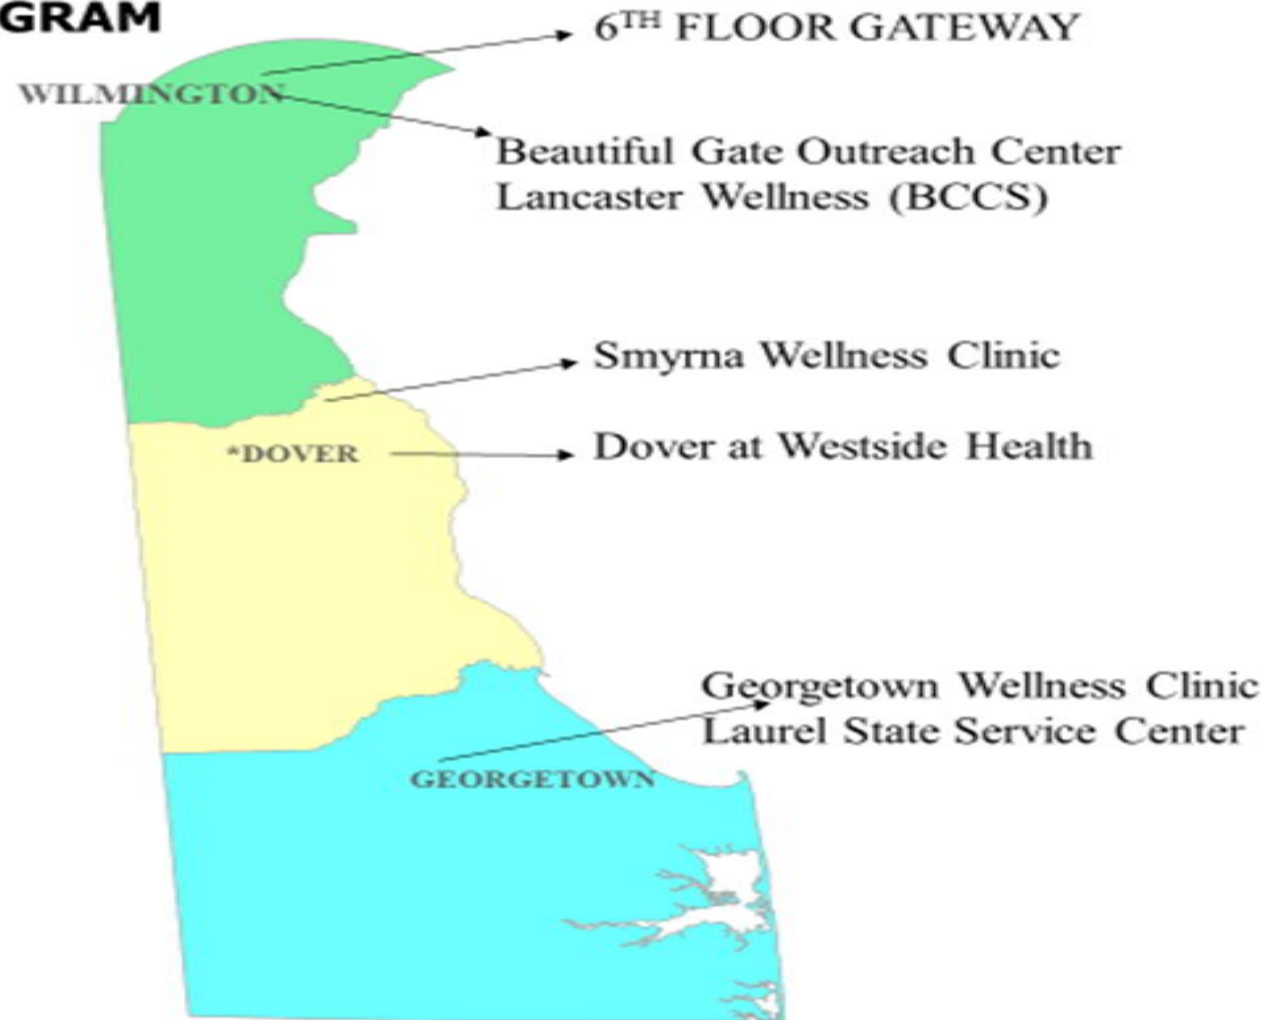 GRAM
6TH FLOOR GATEWAY
WILMINGTON
Beautiful Gate Outreach Center
Lancaster Wellness (BCCS)
Smyrna Wellness Clinic
*DOVER
Dover at Westside Health
Georgetown Wellness Clinic
Laurel State Service Center
GEORGETOWN